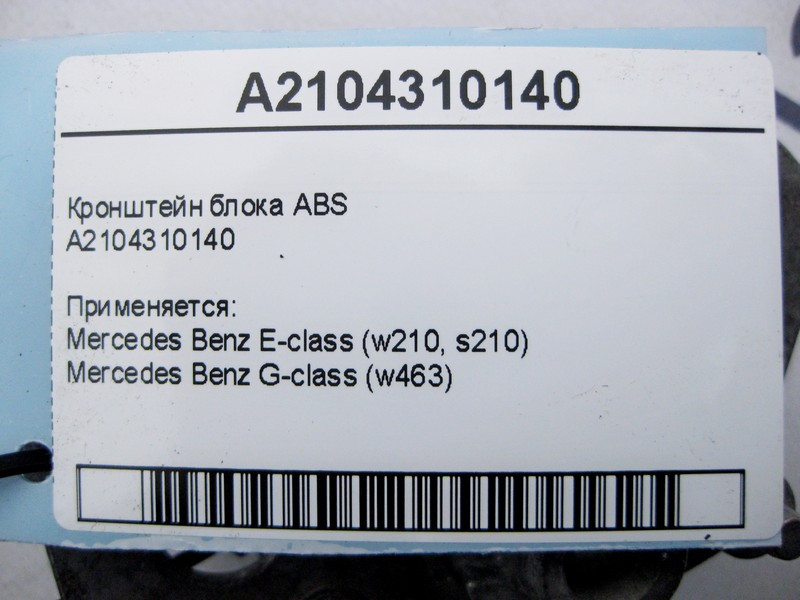 A2104310140
Кронштейн блока ABS
A2104310140
Применяется:
Mercedes Benz E-class (w210, s210)
Mercedes Benz G-class (w463)